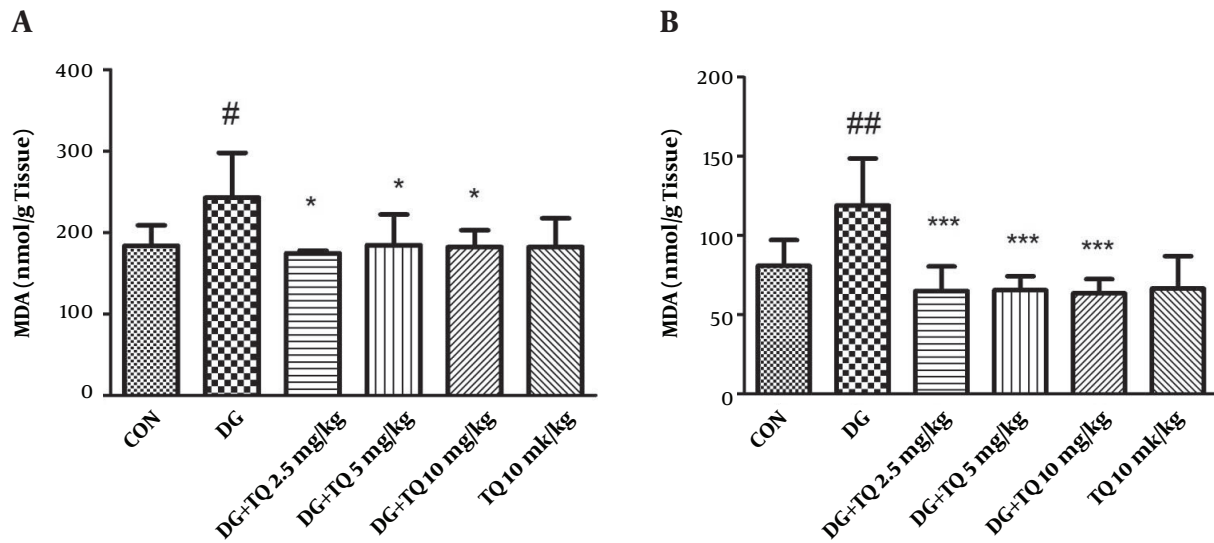 A
MDA (nmol/g Tissue)
400
300
200
100
0
#
*
*
*
CON
DG
DG+TQ 2.5 mg/kg
DG+TQ 5 mg/kg
DG+TQ 10 mg/kg
TQ 10 mk/kg
B
MDA (nmol/g Tissue)
200
150
100
50
0
##
***
***
***
CON
DG
DG+TQ 2.5 mg/kg
DG+TQ 5 mg/kg
DG+TQ 10 mg/kg
TQ 10 mk/kg